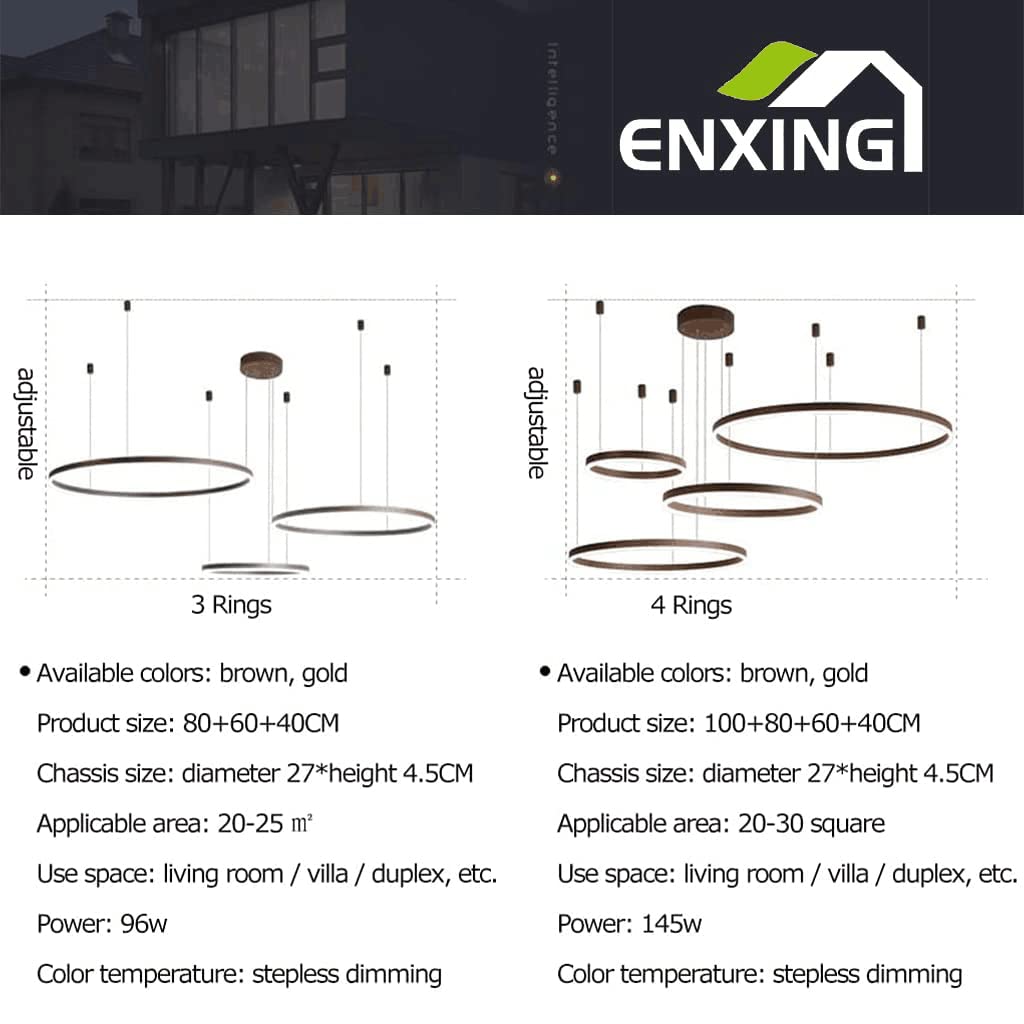 Intelligence
ENXING
adjustable
3 Rings
• Available colors: brown, gold
Product size: 80+60+40CM
Chassis size: diameter 27*height 4.5CM
Applicable area: 20-25 ㎡
Use space: living room / villa / duplex, etc.
Power: 96w
Color temperature: stepless dimming
adjustable
4 Rings
• Available colors: brown, gold
Product size: 100+80+60+40CM
Chassis size: diameter 27*height 4.5CM
Applicable area: 20-30 square
Use space: living room / villa / duplex, etc.
Power: 145w
Color temperature: stepless dimming